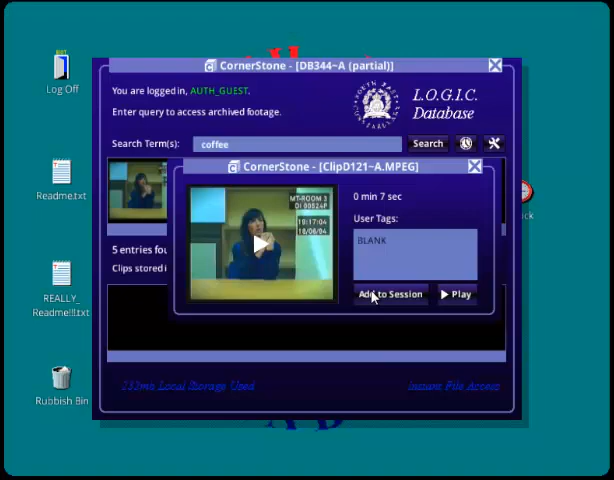 CornerStone - [DB344~A (partial)]
Log Off
You are logged in, AUTH_GUEST.
Enter query to access archived footage.
L.O.G.I.C.
Database
Search Term(s):
coffee
Search
CornerStone - [ClipD121~A.MPEG]
Readme.txt
MT-ROOM 3
19:17:04
18/06/94
0 min 7 sec
User Tags:
BLANK
ock
5 entries fou
Clips stored i
Add to Session
Play
REALLY_
Readme!!!.txt
232mb Local Storage Used
Instant File Access
Rubbish Bin